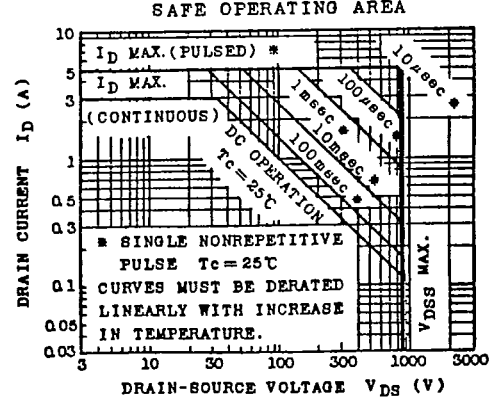 SAFE OPERATING AREA
DRAIN CURRENT I_D (A)
10
5
3
1
0.5
0.3
0.1
0.05
0.03
I_D MAX.(PULSED) *
I_D MAX.
(CONTINUOUS)
10μsec *
100μsec *
1msec *
10msec *
100msec *
DC OPERATION
Tc=25℃
* SINGLE NONREPETITIVE
PULSE Tc=25℃
CURVES MUST BE DERATED
LINEARLY WITH INCREASE
IN TEMPERATURE.
V_DSS MAX.
3
10
30
100
300
1000
3000
DRAIN-SOURCE VOLTAGE V_DS (V)